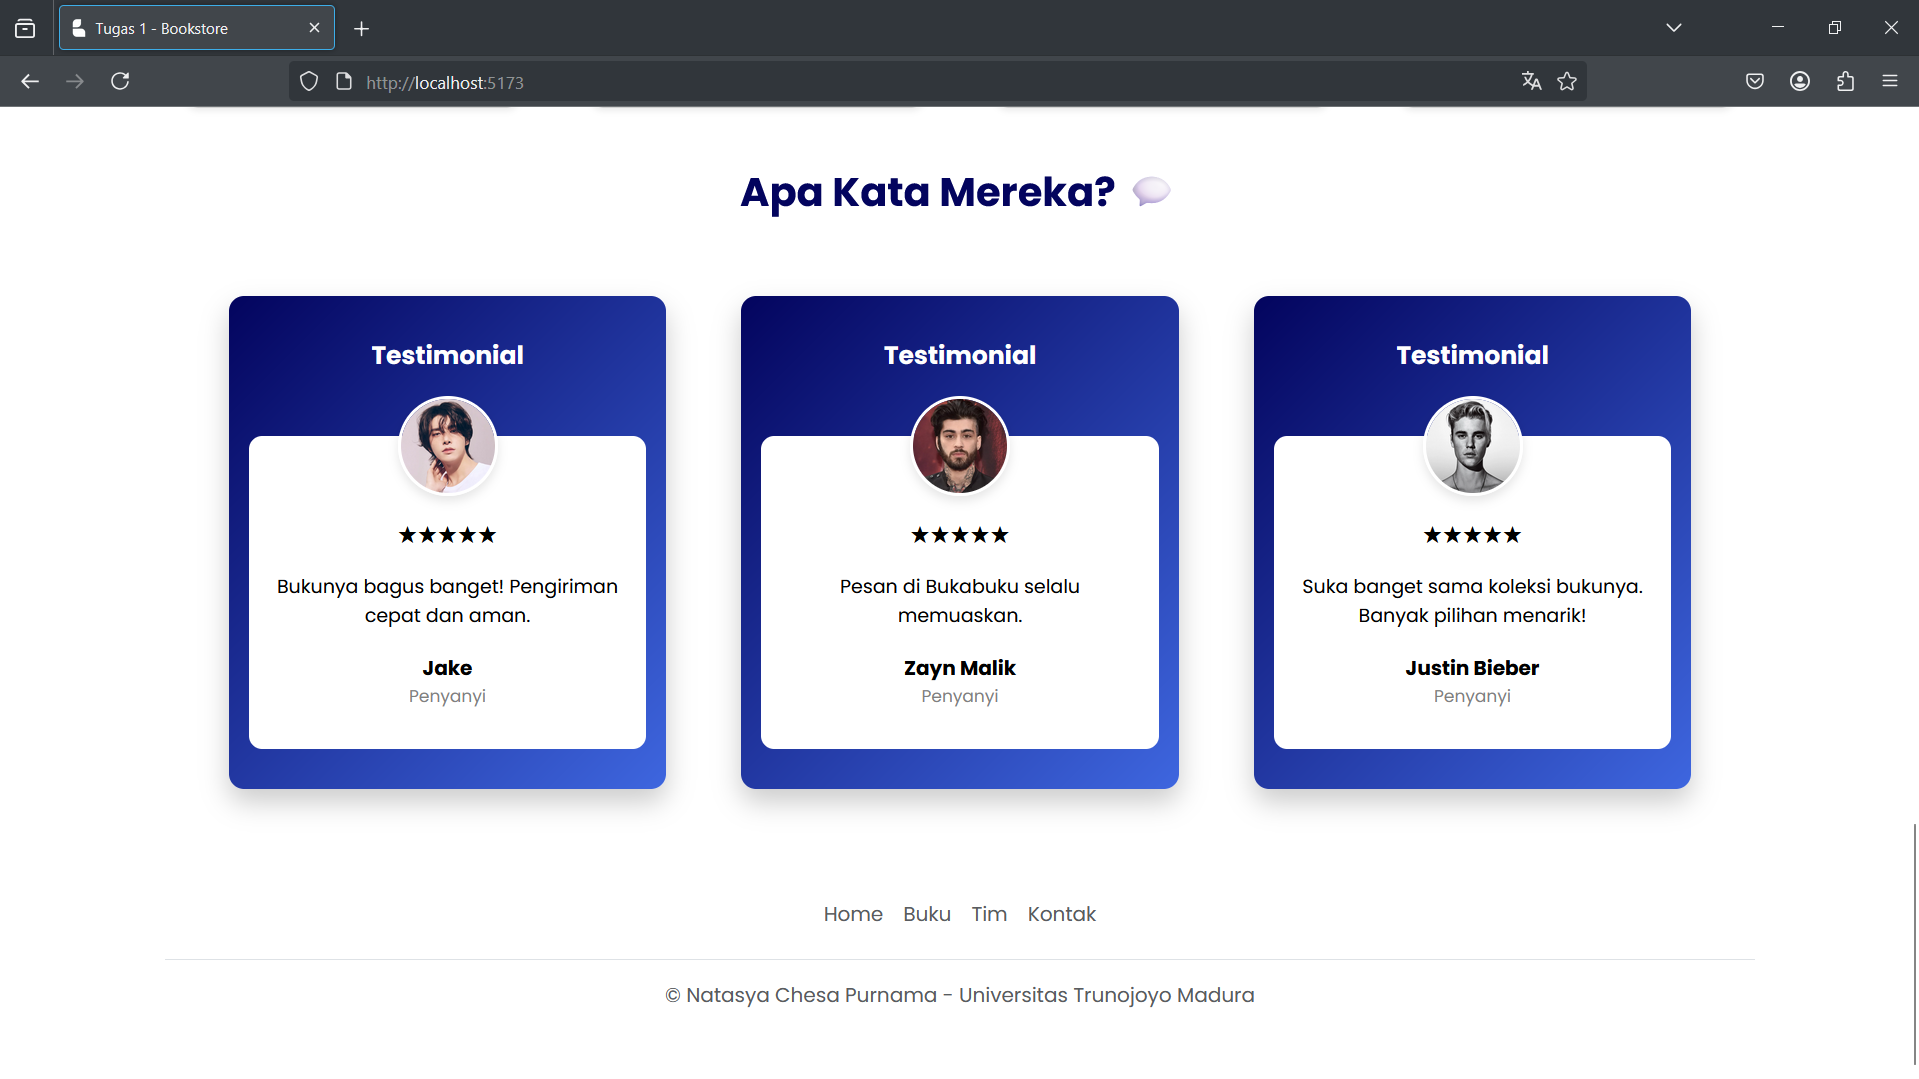 Tugas 1 - Bookstore
http://localhost:5173
Apa Kata Mereka?
Testimonial
★★★★★
Bukunya bagus banget! Pengiriman
cepat dan aman.
Jake
Penyanyi
Testimonial
★★★★★
Pesan di Bukabuku selalu
memuaskan.
Zayn Malik
Penyanyi
Testimonial
★★★★★
Suka banget sama koleksi bukunya.
Banyak pilihan menarik!
Justin Bieber
Penyanyi
Home Buku Tim Kontak
© Natasya Chesa Purnama - Universitas Trunojoyo Madura